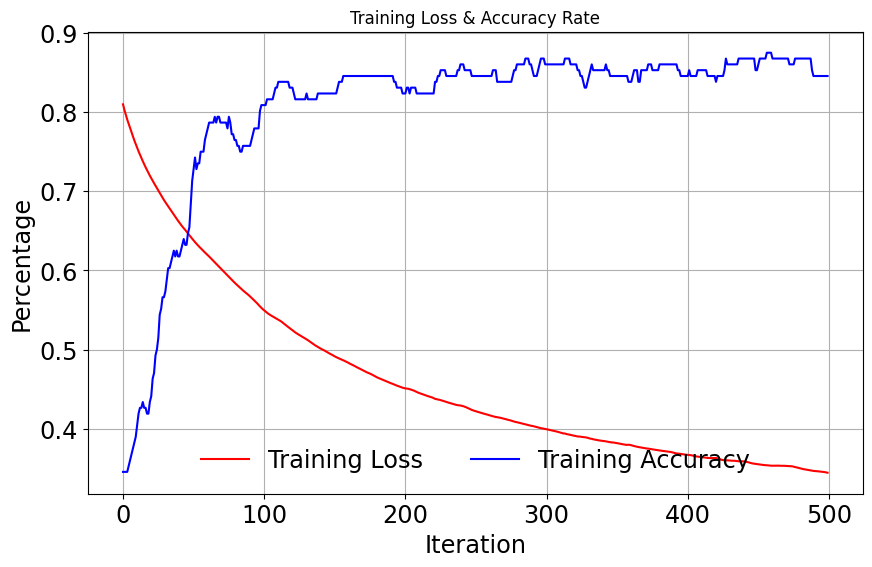 Training Loss & Accuracy Rate
0.9
0.8
0.7
0.6
0.5
0.4
Percentage
Training Loss Training Accuracy
0 100 200 300 400 500
Iteration